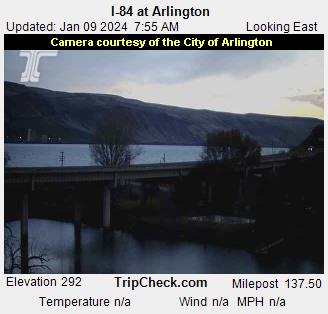 I-84 at Arlington
Updated: Jan 09 2024 7:55 AM Looking East
Camera courtesy of the City of Arlington
Elevation 292 TripCheck.com Milepost 137.50
Temperature n/a Wind n/a MPH n/a